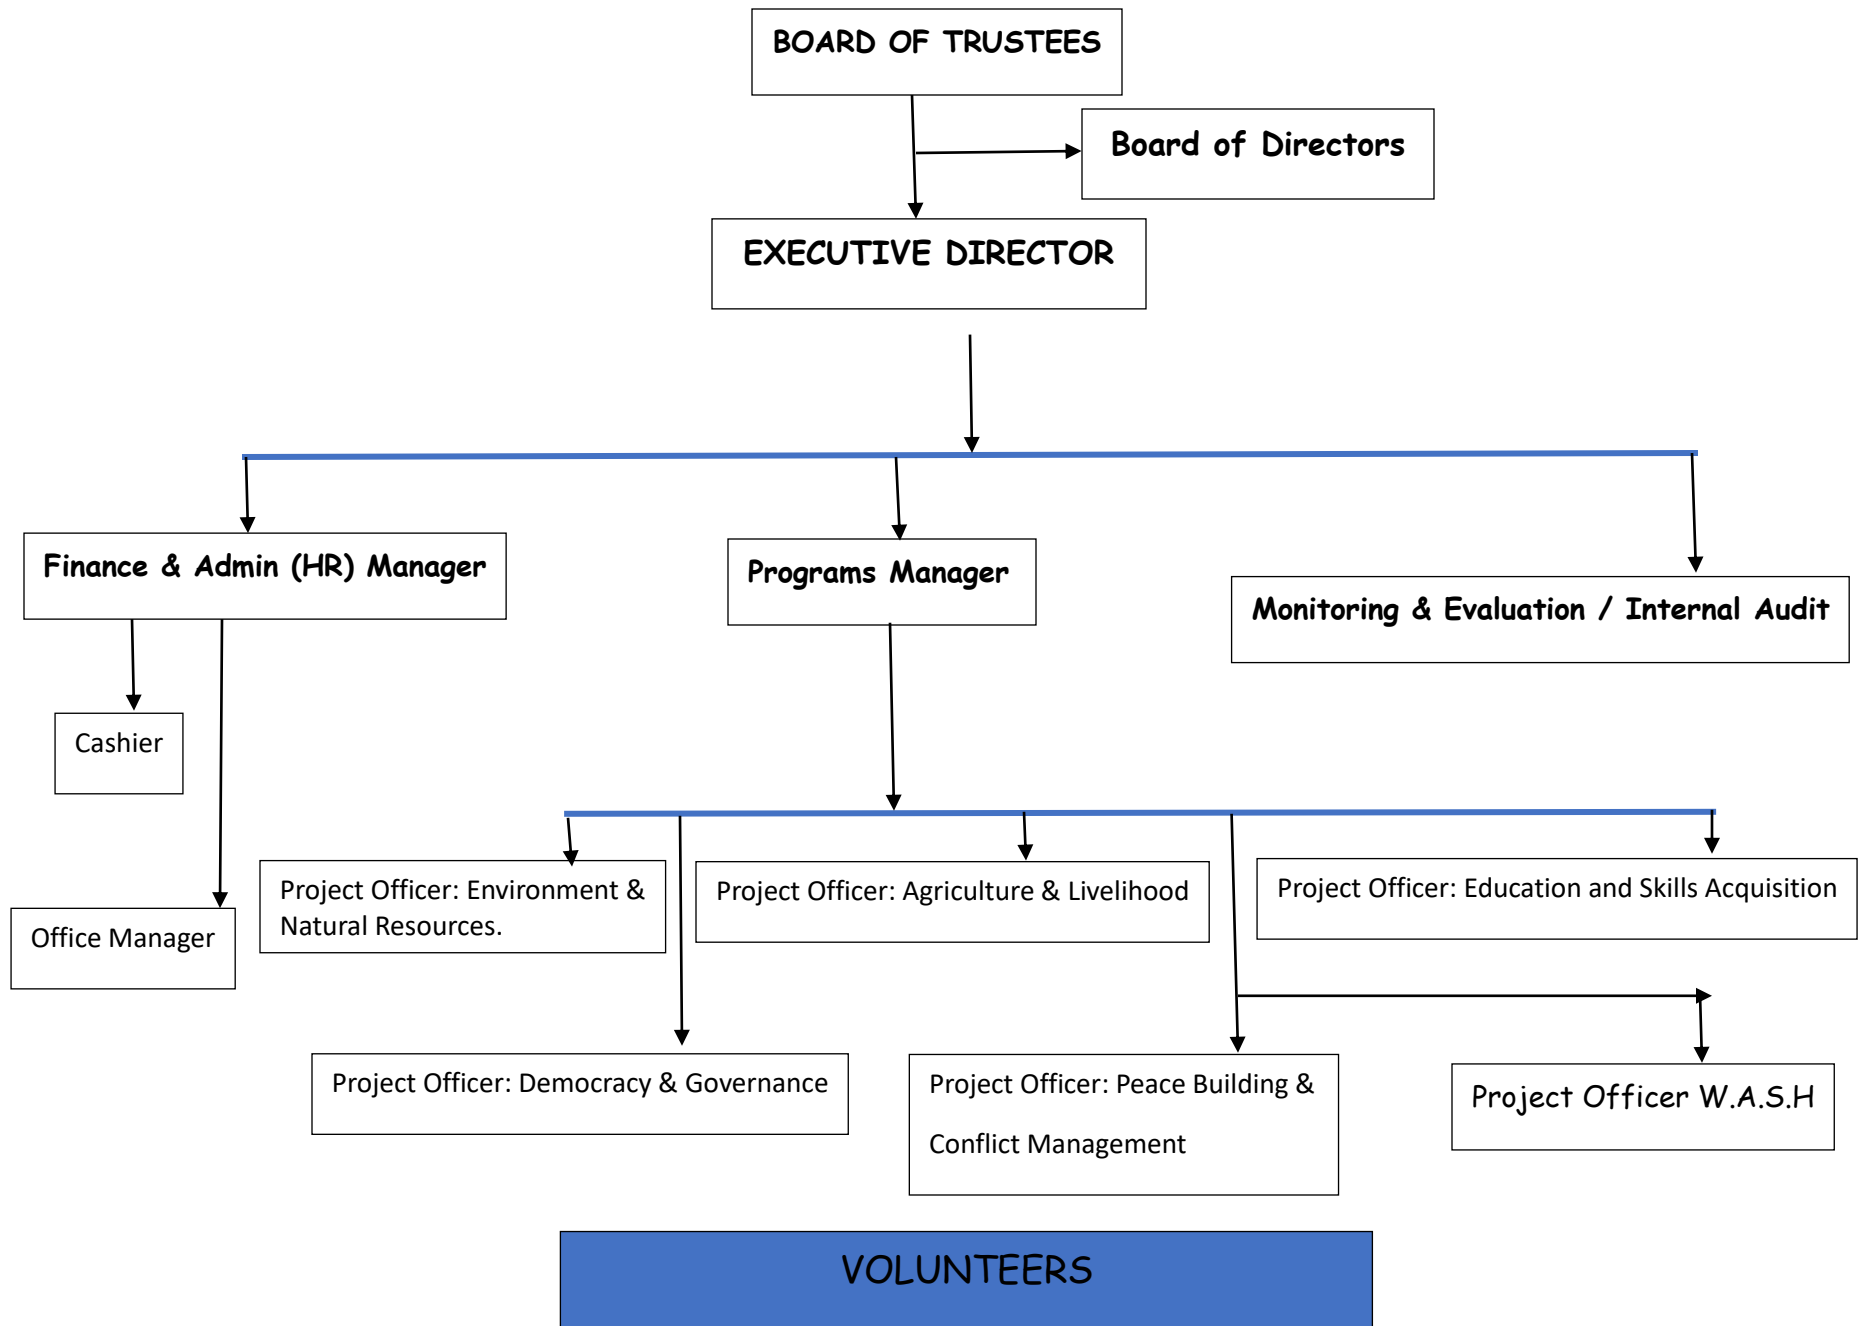 BOARD OF TRUSTEES
Board of Directors
EXECUTIVE DIRECTOR
Finance & Admin (HR) Manager
Programs Manager
Monitoring & Evaluation / Internal Audit
Cashier
Office Manager
Project Officer: Environment &
Natural Resources.
Project Officer: Agriculture & Livelihood
Project Officer: Education and Skills Acquisition
Project Officer: Democracy & Governance
Project Officer: Peace Building &
Conflict Management
Project Officer W.A.S.H
VOLUNTEERS